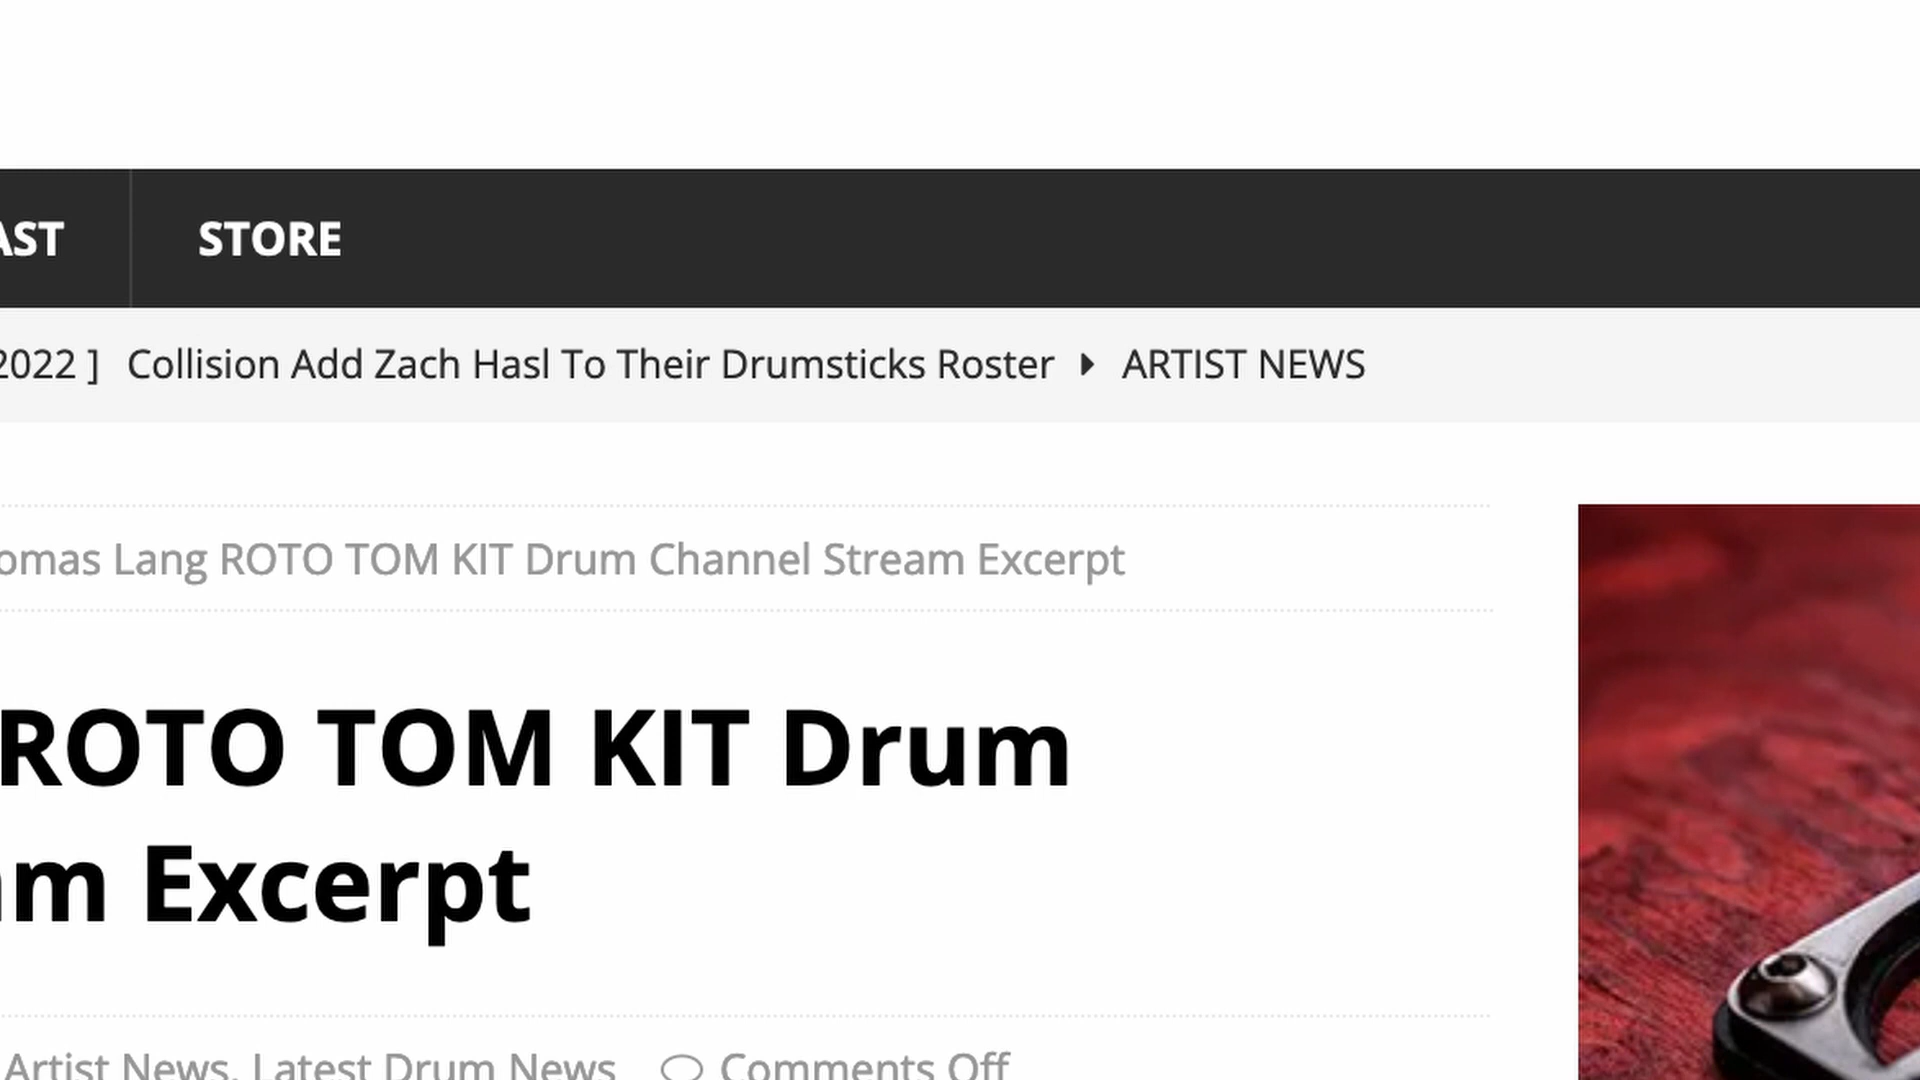 AST STORE
2022 ] Collision Add Zach Hasl To Their Drumsticks Roster ARTIST NEWS
omas Lang ROTO TOM KIT Drum Channel Stream Excerpt
ROTO TOM KIT Drum
am Excerpt
Artist News, Latest Drum News Comments Off